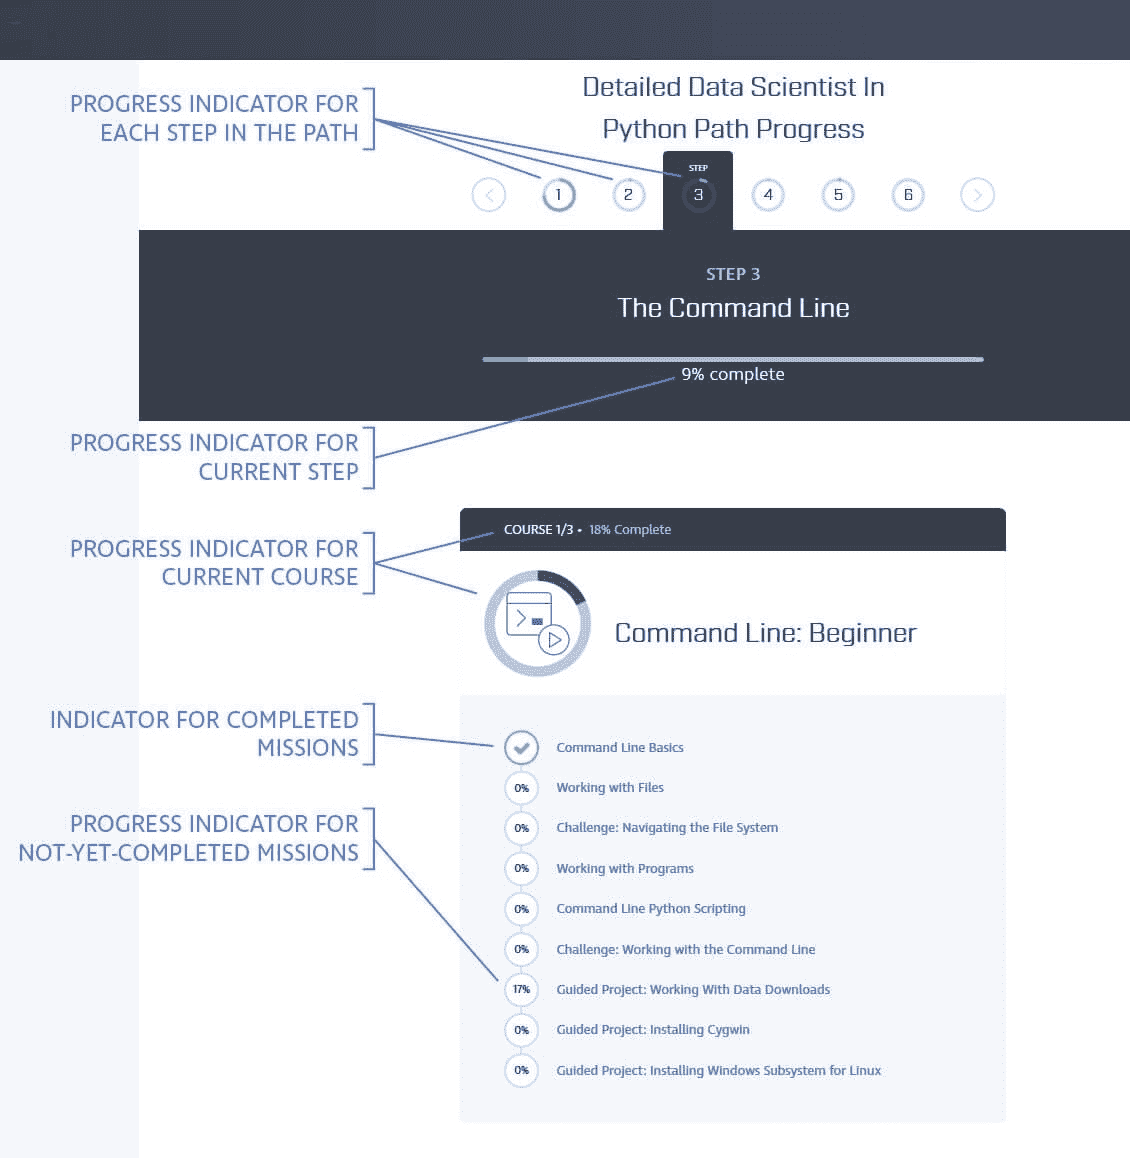 Detailed Data Scientist In
Python Path Progress
PROGRESS INDICATOR FOR
EACH STEP IN THE PATH
STEP
1 2 3 4 5 6
STEP 3
The Command Line
9% complete
PROGRESS INDICATOR FOR
CURRENT STEP
COURSE 1/3 • 18% Complete
PROGRESS INDICATOR FOR
CURRENT COURSE
Command Line: Beginner
INDICATOR FOR COMPLETED
MISSIONS
Command Line Basics
0% Working with Files
PROGRESS INDICATOR FOR
NOT-YET-COMPLETED MISSIONS
0% Challenge: Navigating the File System
0% Working with Programs
0% Command Line Python Scripting
0% Challenge: Working with the Command Line
17% Guided Project: Working With Data Downloads
0% Guided Project: Installing Cygwin
0% Guided Project: Installing Windows Subsystem for Linux